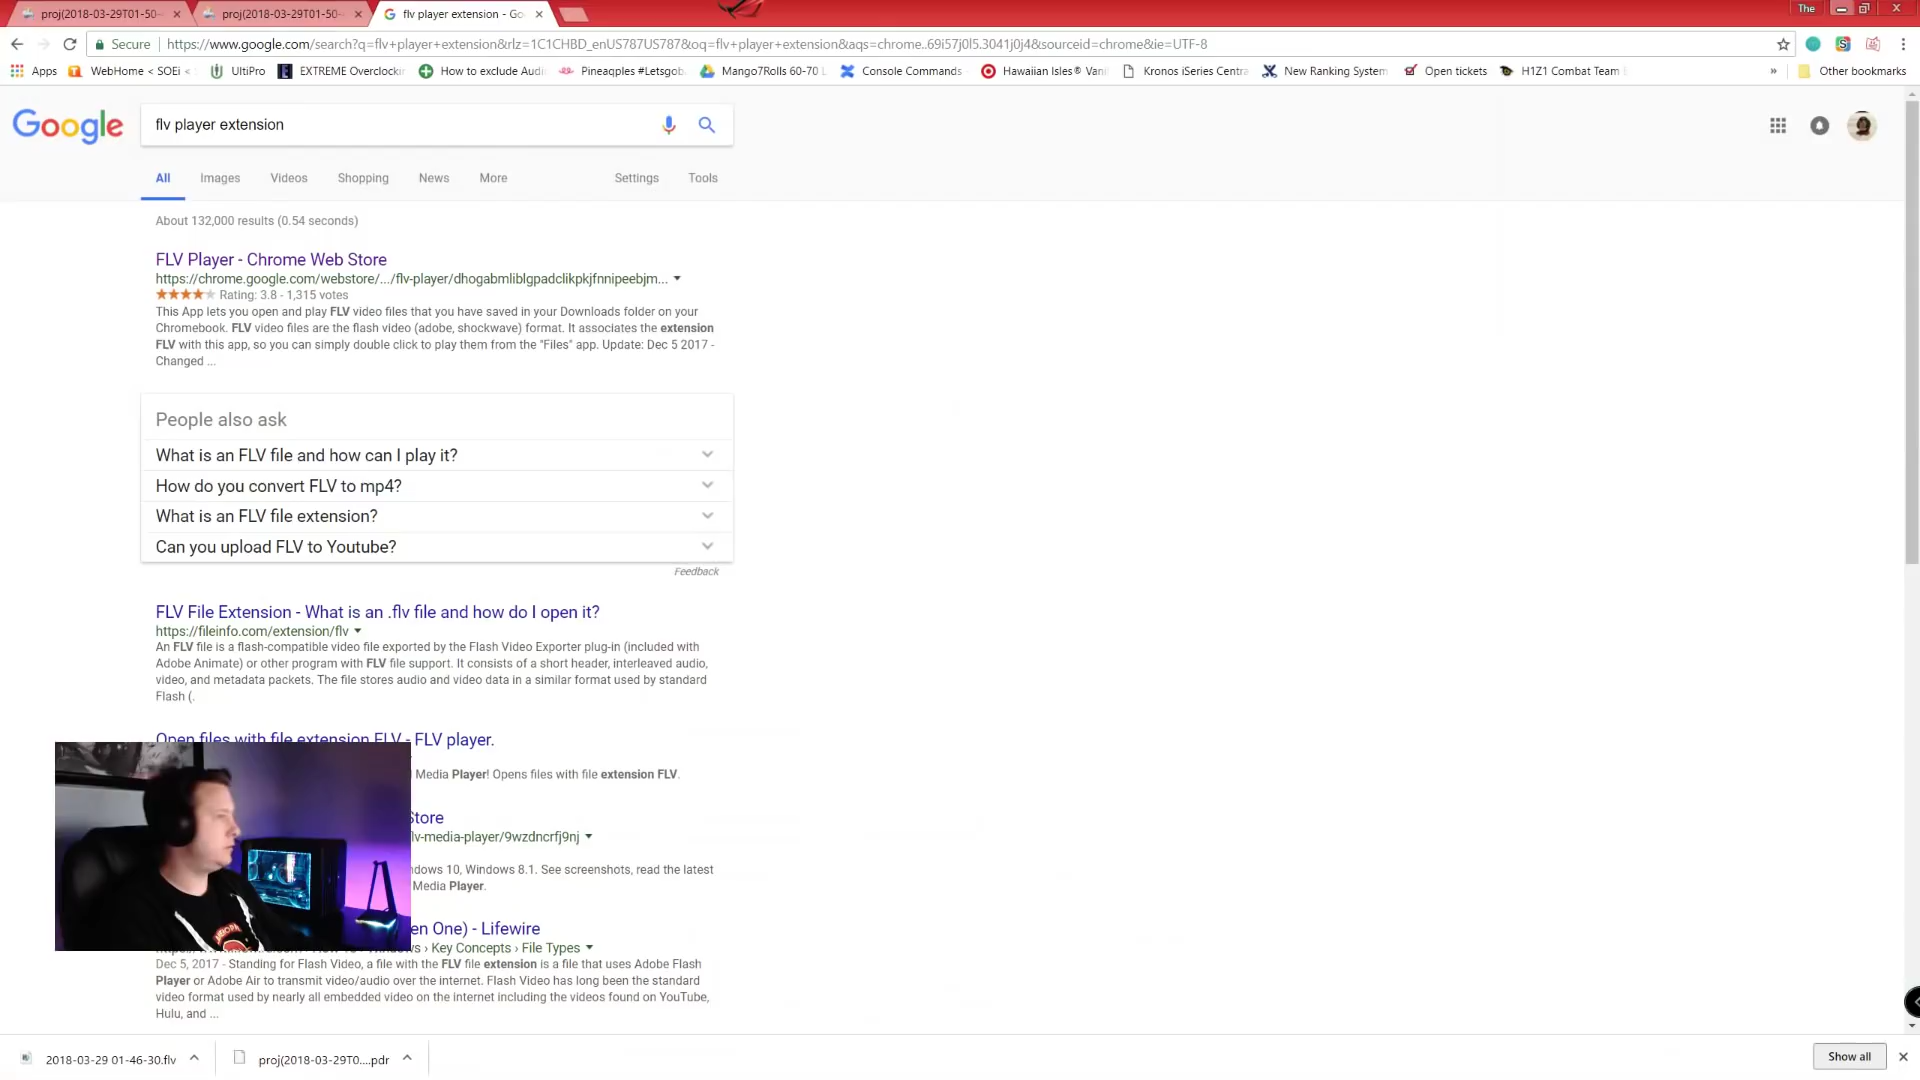 proj(2018-03-29T01-50-
proj(2018-03-29T01-50-
flv player extension - Go
The
Secure
https://www.google.com/search?q=flv+player+extension&rlz=1C1CHBD_enUS787US787&oq=flv+player+extension&aqs=chrome..69i57j0l5.3041j0j4&sourceid=chrome&ie=UTF-8
Apps
WebHome < SOEi <
UltiPro
EXTREME Overclockin
How to exclude Audi
Pineaqples #Letsgob
Mango7Rolls 60-70 L
Console Commands
Hawaiian Isles® Vani
Kronos iSeries Centra
New Ranking System
Open tickets
H1Z1 Combat Team
»
Other bookmarks
Google
flv player extension
All
Images
Videos
Shopping
News
More
Settings
Tools
About 132,000 results (0.54 seconds)
FLV Player - Chrome Web Store
https://chrome.google.com/webstore/.../flv-player/dhogabmliblgpadclikpkjfnnipeebjm...
Rating: 3.8 - 1,315 votes
This App lets you open and play FLV video files that you have saved in your Downloads folder on your
Chromebook. FLV video files are the flash video (adobe, shockwave) format. It associates the extension
FLV with this app, so you can simply double click to play them from the "Files" app. Update: Dec 5 2017 -
Changed ...
People also ask
What is an FLV file and how can I play it?
How do you convert FLV to mp4?
What is an FLV file extension?
Can you upload FLV to Youtube?
Feedback
FLV File Extension - What is an .flv file and how do I open it?
https://fileinfo.com/extension/flv
An FLV file is a flash-compatible video file exported by the Flash Video Exporter plug-in (included with
Adobe Animate) or other program with FLV file support. It consists of a short header, interleaved audio,
video, and metadata packets. The file stores audio and video data in a similar format used by standard
Flash (.
Open files with file extension FLV - FLV player.
Media Player! Opens files with file extension FLV.
Store
lv-media-player/9wzdncrfj9nj
ndows 10, Windows 8.1. See screenshots, read the latest
Media Player.
en One) - Lifewire
› Key Concepts › File Types
Dec 5, 2017 - Standing for Flash Video, a file with the FLV file extension is a file that uses Adobe Flash
Player or Adobe Air to transmit video/audio over the internet. Flash Video has long been the standard
video format used by nearly all embedded video on the internet including the videos found on YouTube,
Hulu, and ...
2018-03-29 01-46-30.flv
proj(2018-03-29T0....pdr
Show all